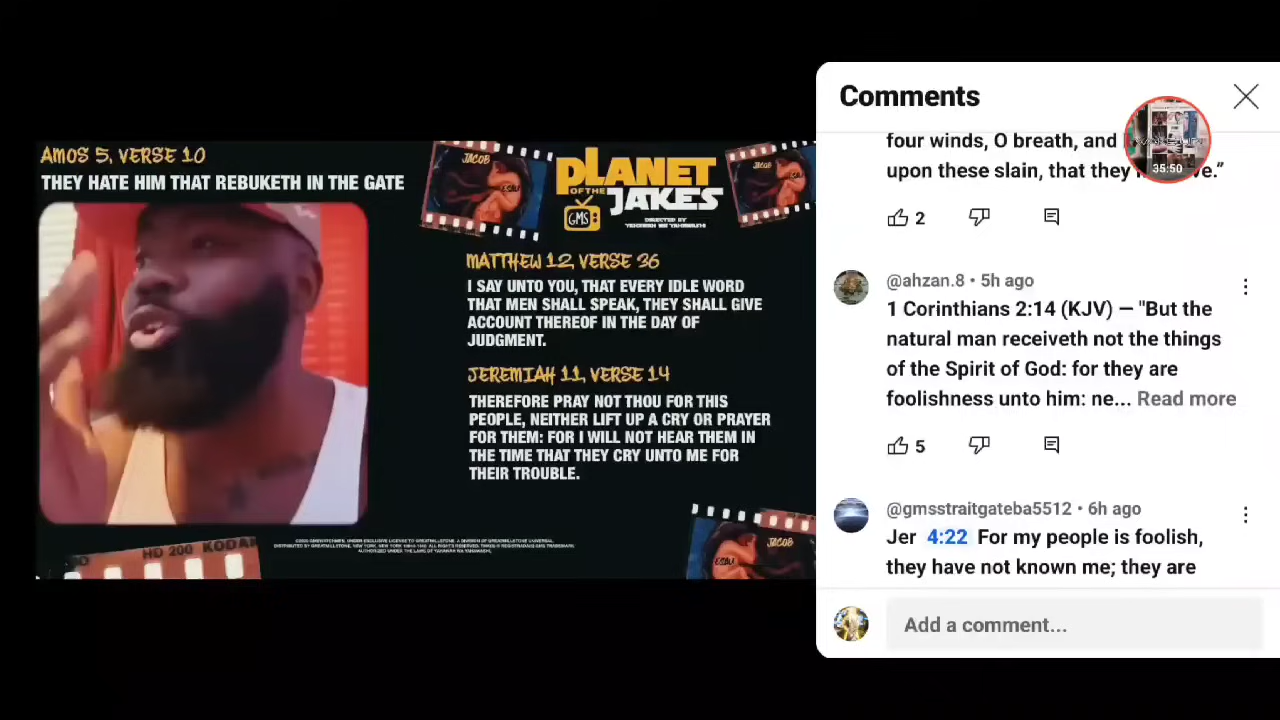 AMOS 5, VERSE 10
THEY HATE HIM THAT REBUKETH IN THE GATE
JACOB
ESAU
PLANET
OF THE
JAKES
GMS
DIRECTED BY
JACOB
MATTHEW 12, VERSE 36
I SAY UNTO YOU, THAT EVERY IDLE WORD
THAT MEN SHALL SPEAK, THEY SHALL GIVE
ACCOUNT THEREOF IN THE DAY OF
JUDGMENT.
JEREMIAH 11, VERSE 14
THEREFORE PRAY NOT THOU FOR THIS
PEOPLE, NEITHER LIFT UP A CRY OR PRAYER
FOR THEM: FOR I WILL NOT HEAR THEM IN
THE TIME THAT THEY CRY UNTO ME FOR
THEIR TROUBLE.
HD 200 KODAK
JACOB
ESAU
Comments
four winds, O breath, and
upon these slain, that they
35:50
2
@ahzan.8 • 5h ago
1 Corinthians 2:14 (KJV) — "But the
natural man receiveth not the things
of the Spirit of God: for they are
foolishness unto him: ne... Read more
5
@gmsstraitgateba5512 • 6h ago
Jer 4:22 For my people is foolish,
they have not known me; they are
Add a comment...